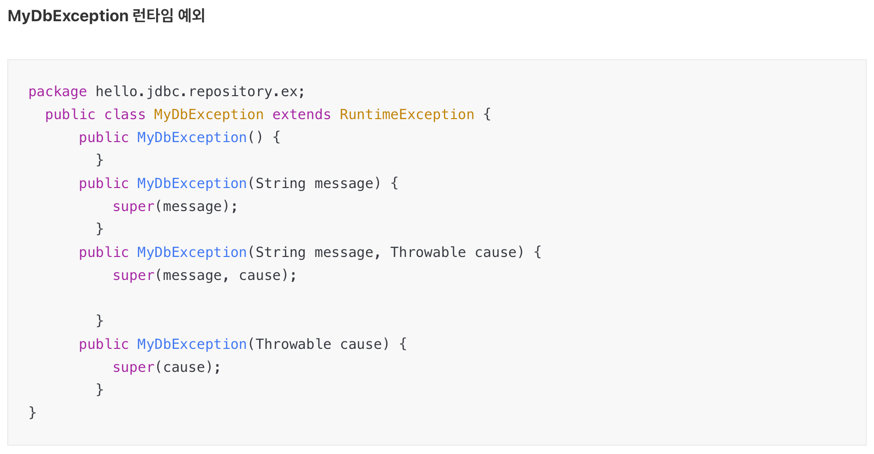 MyDbException 런타임 예외
package hello.jdbc.repository.ex;
public class MyDbException extends RuntimeException {
public MyDbException() {
}
public MyDbException(String message) {
super(message);
}
public MyDbException(String message, Throwable cause) {
super(message, cause);
}
public MyDbException(Throwable cause) {
super(cause);
}
}